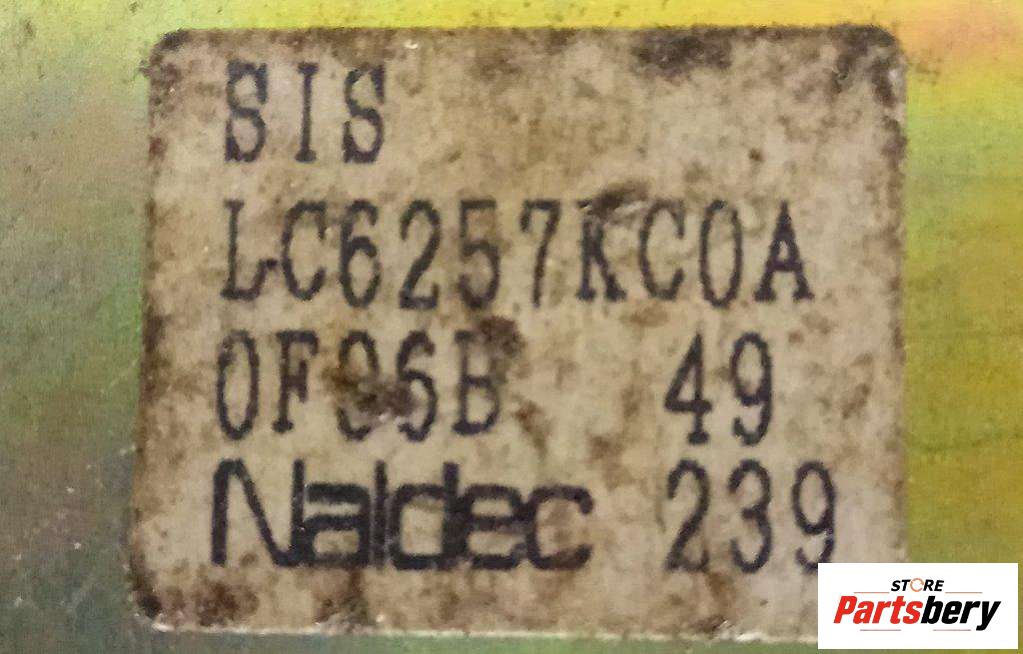 SIS
LC6257KC0A
49
Naldec 239
STORE
Partsbery